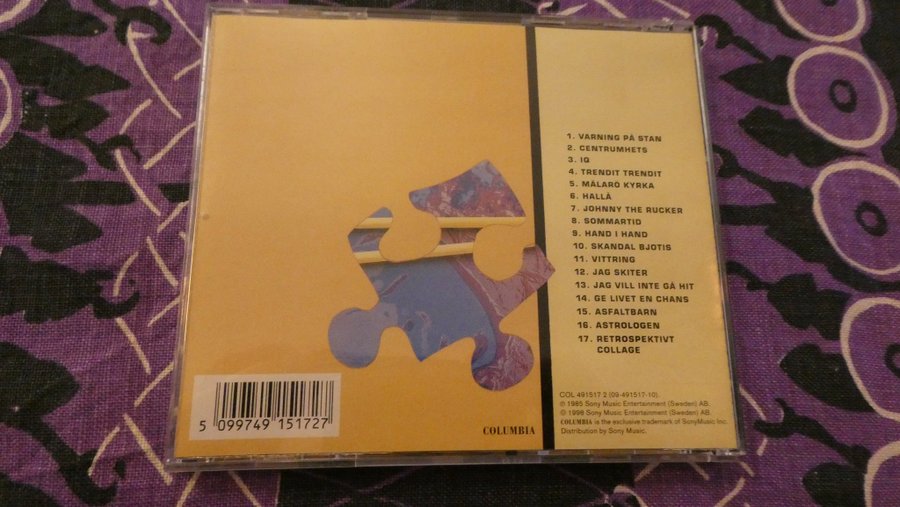 1. VARNING PÅ STAN
2. CENTRUMHETS
3. IQ
4. TRENDIT TRENDIT
5. MÄLARÖ KYRKA
6. HALLÅ
7. JOHNNY THE RUCKER
8. SOMMARTID
9. HAND I HAND
10. SKANDAL BJOTIS
11. VITTRING
12. JAG SKITER
13. JAG VILL INTE GÅ HIT
14. GE LIVET EN CHANS
15. ASFALTBARN
16. ASTROLOGEN
17. RETROSPEKTIVT
COLLAGE
COL 491517 2 (09-491517-10).
℗ 1985 Sony Music Entertainment (Sweden) AB.
© 1998 Sony Music Entertainment (Sweden) AB.
COLUMBIA is the exclusive trademark of SonyMusic Inc.
Distribution by Sony Music.
5 099749 151727
COLUMBIA